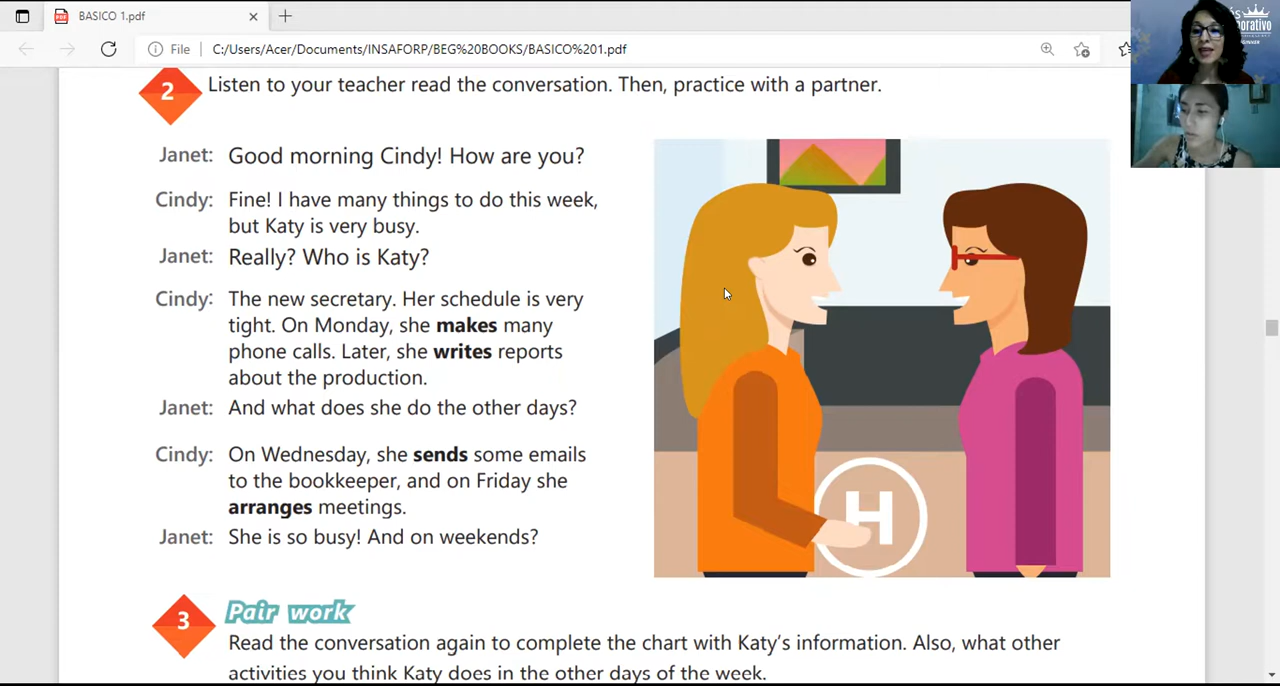 BASICO 1.pdf
File C:/Users/Acer/Documents/INSAFORP/BEG%20BOOKS/BASICO%201.pdf
2 Listen to your teacher read the conversation. Then, practice with a partner.
Janet: Good morning Cindy! How are you?
Cindy: Fine! I have many things to do this week,
but Katy is very busy.
Janet: Really? Who is Katy?
Cindy: The new secretary. Her schedule is very
tight. On Monday, she makes many
phone calls. Later, she writes reports
about the production.
Janet: And what does she do the other days?
Cindy: On Wednesday, she sends some emails
to the bookkeeper, and on Friday she
arranges meetings.
Janet: She is so busy! And on weekends?
H
3 Pair work
Read the conversation again to complete the chart with Katy's information. Also, what other
activities you think Katy does in the other days of the week.